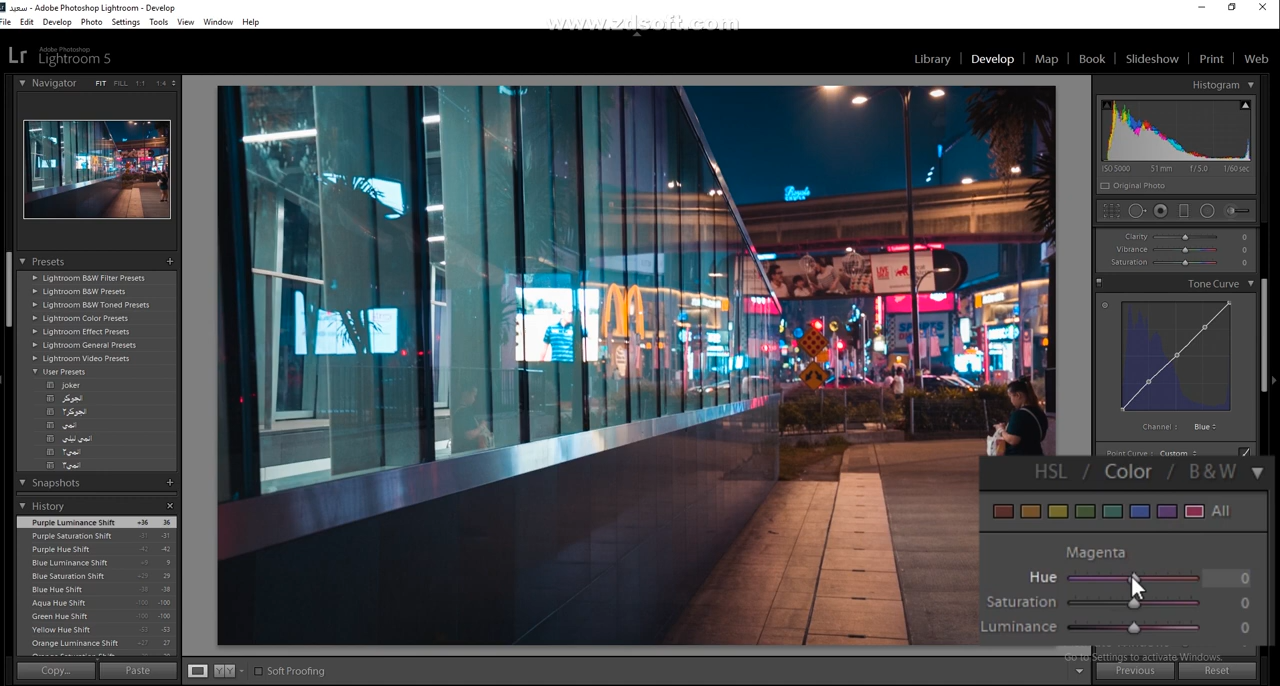 سعيد - Adobe Photoshop Lightroom - Develop
File Edit Develop Photo Settings Tools View Window Help
www.zdsoft.com
Lr Adobe Photoshop
Lightroom 5
Library | Develop | Map | Book | Slideshow | Print | Web
Navigator FIT FILL 1:1 1:4
Histogram
ISO 5000 51 mm f / 5.0 1/60 sec
Original Photo
Clarity 0
Vibrance 0
Saturation 0
Tone Curve
Channel : Blue
Point Curve : Custom
Presets +
Lightroom B&W Filter Presets
Lightroom B&W Presets
Lightroom B&W Toned Presets
Lightroom Color Presets
Lightroom Effect Presets
Lightroom General Presets
Lightroom Video Presets
User Presets
joker
الجوكر
الجوكر٢
انمي
انمي نيلي
انمي٢
انمي٣
Snapshots +
History ×
Purple Luminance Shift +36 36
Purple Saturation Shift -31 -31
Purple Hue Shift -42 -42
Blue Luminance Shift +9 9
Blue Saturation Shift +29 29
Blue Hue Shift -38 -38
Aqua Hue Shift -100 -100
Green Hue Shift -100 -100
Yellow Hue Shift -53 -53
Orange Luminance Shift +27 27
Copy... Paste
Soft Proofing
HSL / Color / B&W
All
Magenta
Hue 0
Saturation 0
Luminance 0
Go to Settings to activate Windows.
Previous Reset
SPORTS